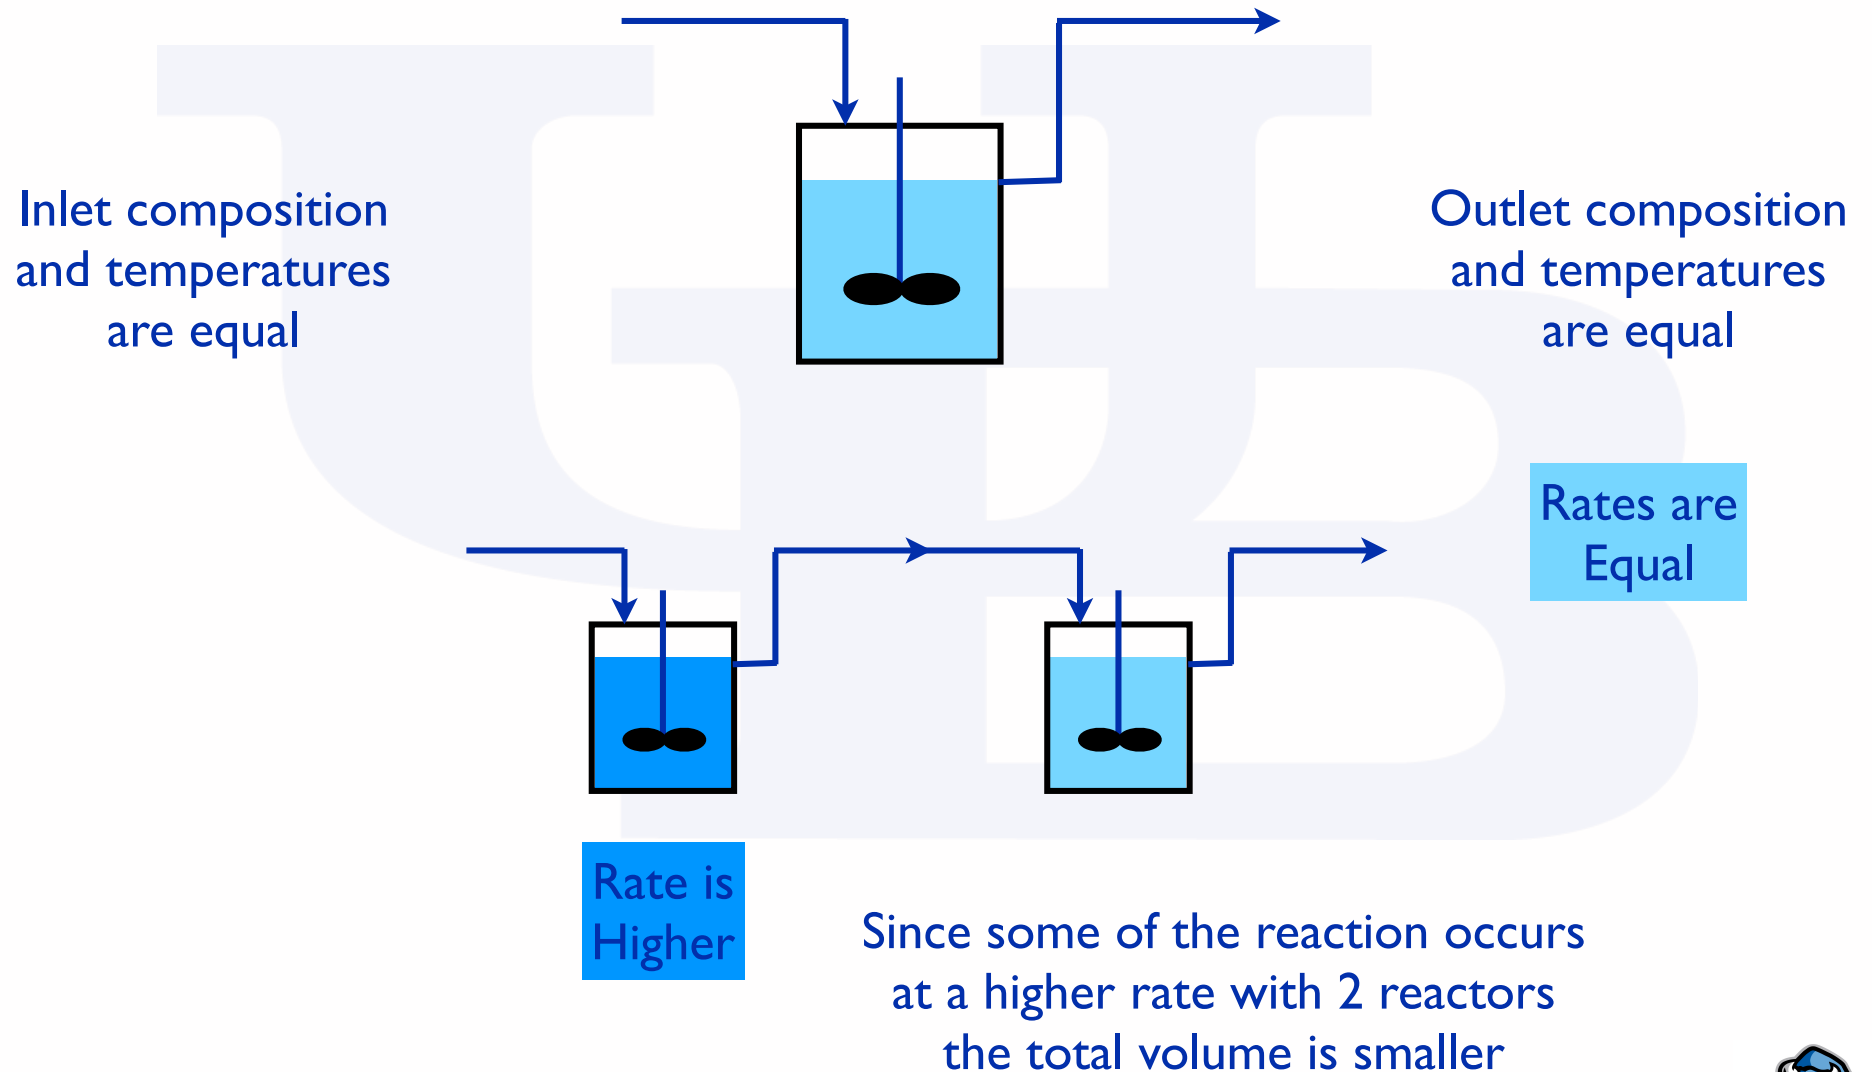 Inlet composition
and temperatures
are equal
Outlet composition
and temperatures
are equal
Rates are
Equal
Rate is
Higher
Since some of the reaction occurs
at a higher rate with 2 reactors
the total volume is smaller
UB